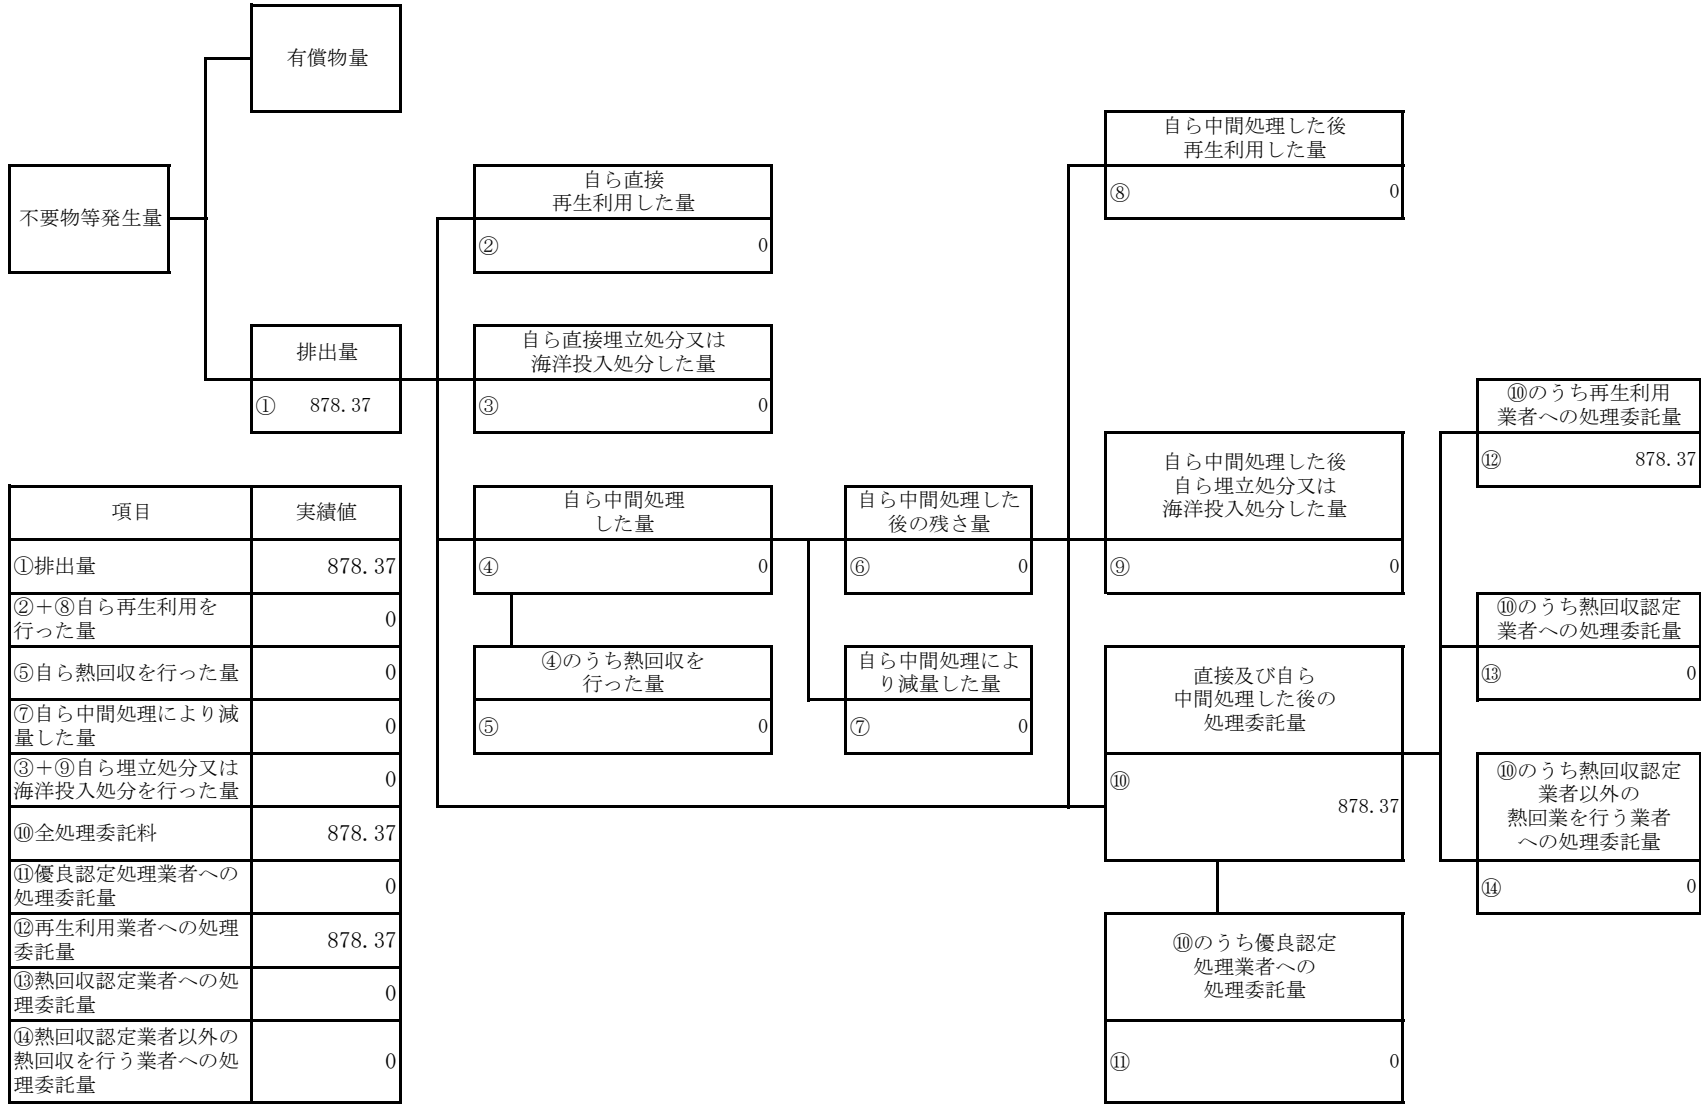 有償物量
不要物等発生量
排出量
① 878.37
自ら直接
再生利用した量
② 0
自ら直接埋立処分又は
海洋投入処分した量
③ 0
自ら中間処理
した量
④ 0
④のうち熱回収を
行った量
⑤ 0
自ら中間処理した
後の残さ量
⑥ 0
自ら中間処理によ
り減量した量
⑦ 0
自ら中間処理した後
再生利用した量
⑧ 0
自ら中間処理した後
自ら埋立処分又は
海洋投入処分した量
⑨ 0
直接及び自ら
中間処理した後の
処理委託量
⑩
878.37
⑩のうち優良認定
処理業者への
処理委託量
⑪ 0
⑩のうち再生利用
業者への処理委託量
⑫ 878.37
⑩のうち熱回収認定
業者への処理委託量
⑬ 0
⑩のうち熱回収認定
業者以外の
熱回業を行う業者
への処理委託量
⑭ 0
項目 実績値
①排出量 878.37
②＋⑧自ら再生利用を
行った量 0
⑤自ら熱回収を行った量 0
⑦自ら中間処理により減
量した量 0
③＋⑨自ら埋立処分又は
海洋投入処分を行った量 0
⑩全処理委託料 878.37
⑪優良認定処理業者への
処理委託量 0
⑫再生利用業者への処理
委託量 878.37
⑬熱回収認定業者への処
理委託量 0
⑭熱回収認定業者以外の
熱回収を行う業者への処 0
理委託量